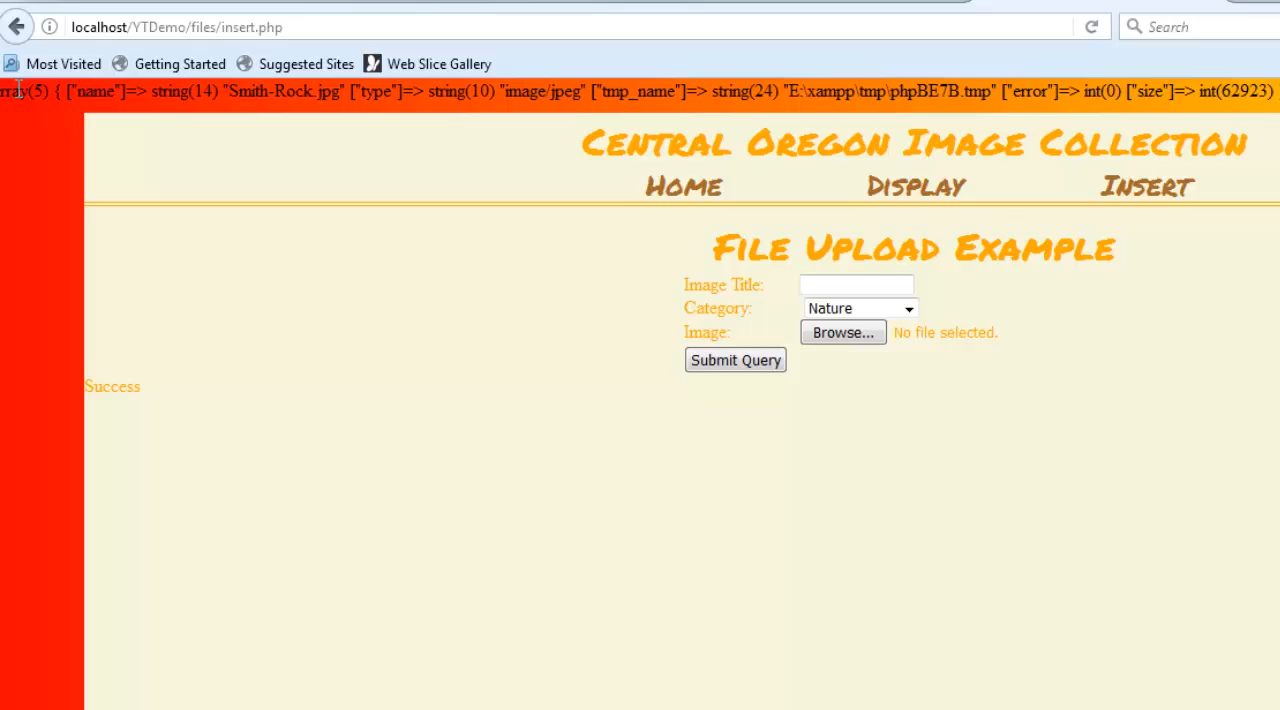 localhost/YTDemo/files/insert.php Search
Most Visited Getting Started Suggested Sites Web Slice Gallery
rray(5) { ["name"]=> string(14) "Smith-Rock.jpg" ["type"]=> string(10) "image/jpeg" ["tmp_name"]=> string(24) "E:\xampp\tmp\phpBE7B.tmp" ["error"]=> int(0) ["size"]=> int(62923)
Central Oregon Image Collection
Home Display Insert
File Upload Example
Image Title:
Category: Nature
Image: Browse... No file selected.
Submit Query
Success